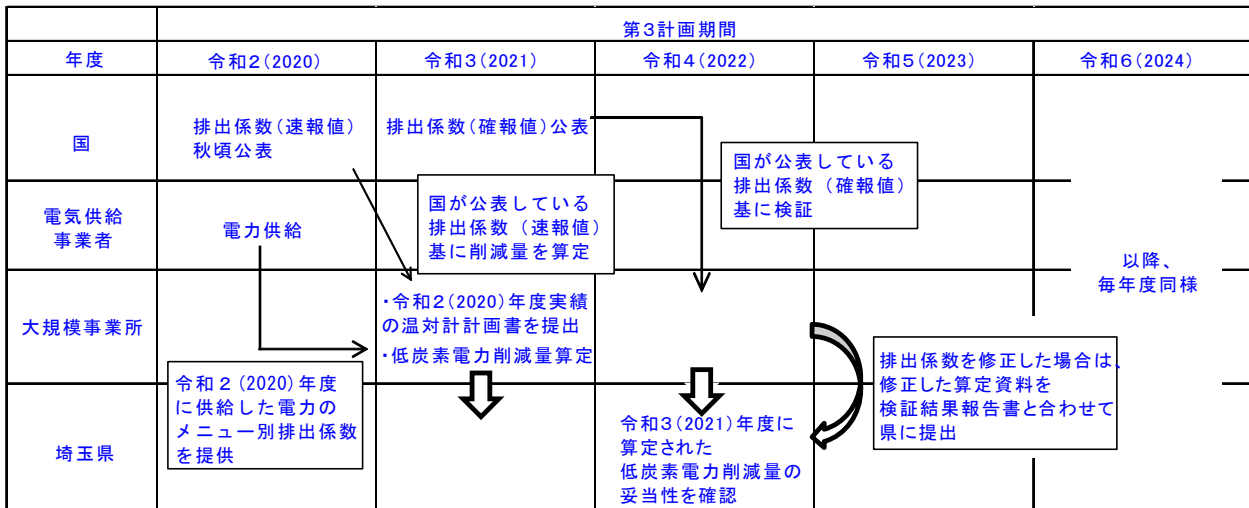 第3計画期間
年度
令和2(2020)
令和3(2021)
令和4(2022)
令和5(2023)
令和6(2024)
国
排出係数(速報値)
秋頃公表
排出係数(確報値)公表
国が公表している
排出係数（確報値）
基に検証
電気供給
事業者
電力供給
国が公表している
排出係数（速報値）
基に削減量を算定
以降、
毎年度同様
大規模事業所
・令和2(2020)年度実績
の温対計計画書を提出
・低炭素電力削減量算定
排出係数を修正した場合は、
修正した算定資料を
検証結果報告書と合わせて
県に提出
埼玉県
令和２(2020)年度
に供給した電力の
メニュー別排出係数
を提供
令和3(2021)年度に
算定された
低炭素電力削減量の
妥当性を確認